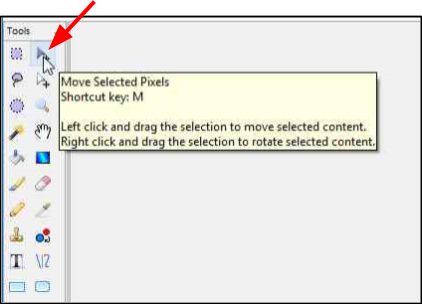 Tools
Move Selected Pixels
Shortcut key: M
Left click and drag the selection to move selected content.
Right click and drag the selection to rotate selected content.
T
\12